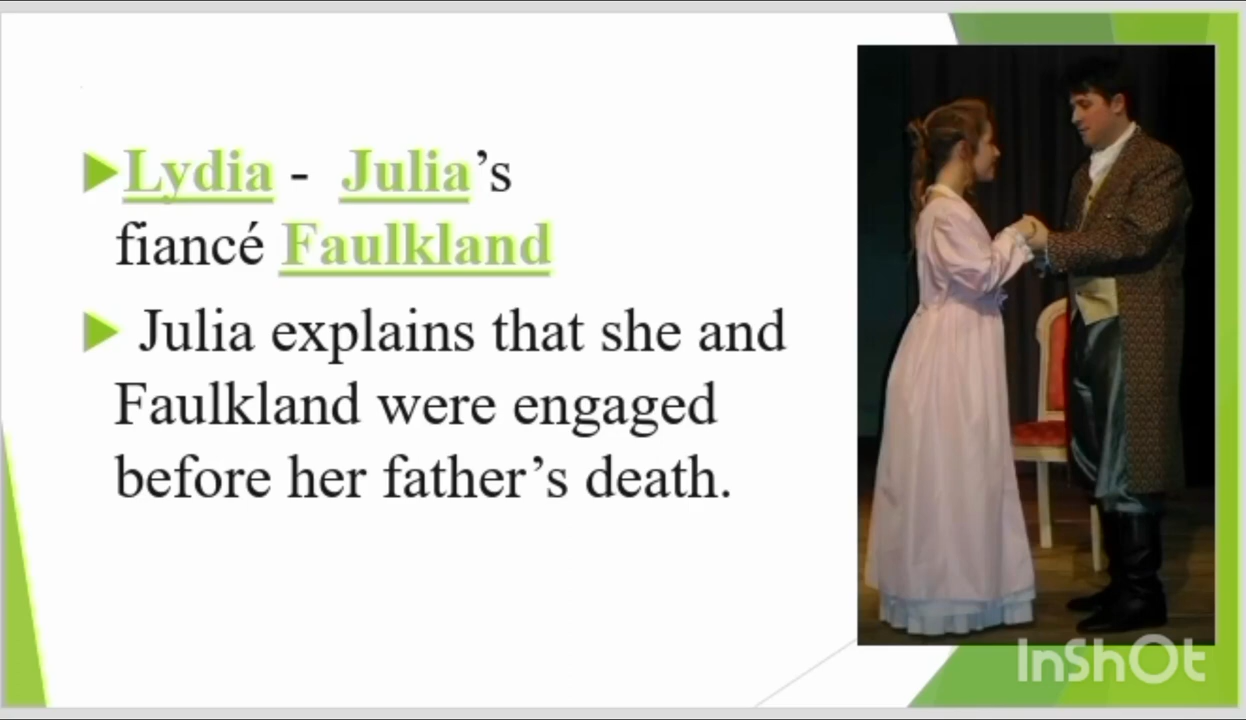 Lydia - Julia’s
fiancé Faulkland
Julia explains that she and
Faulkland were engaged
before her father’s death.
InShOt